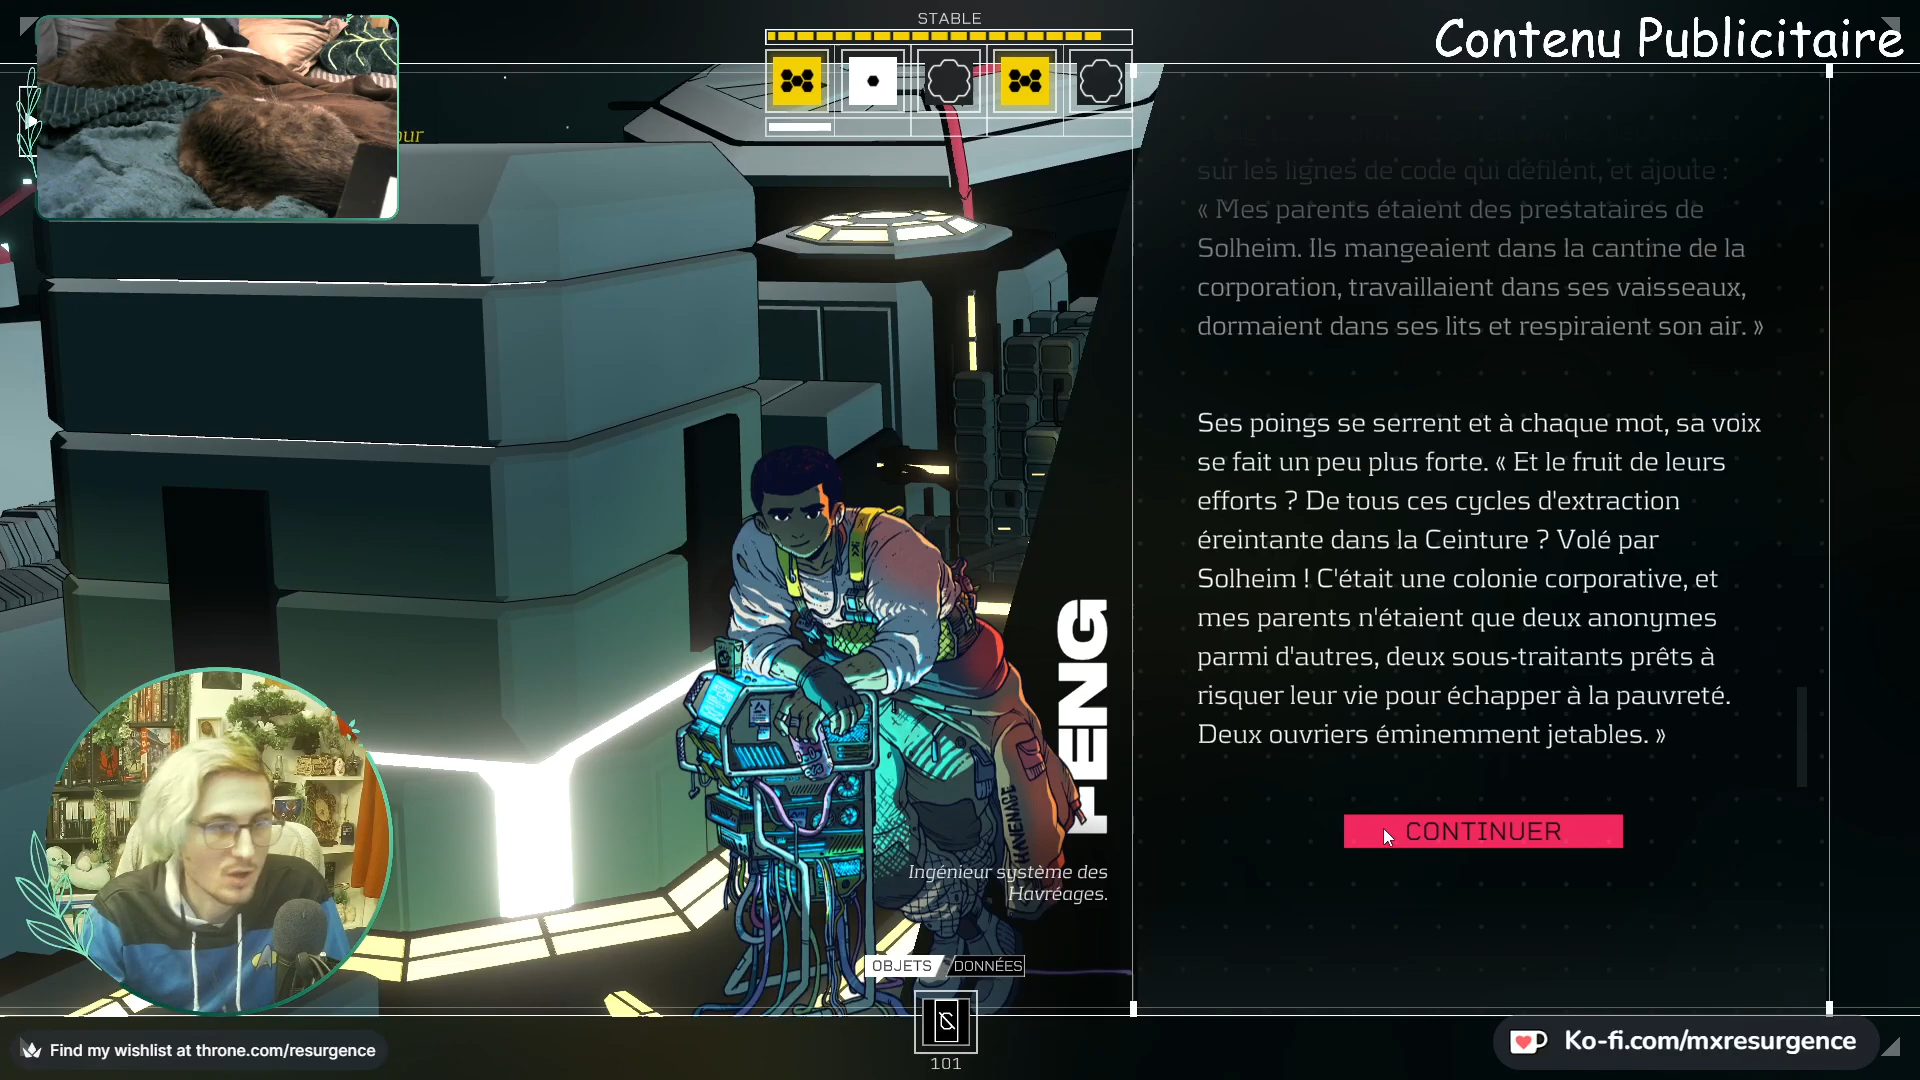 STABLE
Contenu Publicitaire
our
sur les lignes de code qui défilent, et ajoute :
« Mes parents étaient des prestataires de
Solheim. Ils mangeaient dans la cantine de la
corporation, travaillaient dans ses vaisseaux,
dormaient dans ses lits et respiraient son air. »
Ses poings se serrent et à chaque mot, sa voix
se fait un peu plus forte. « Et le fruit de leurs
efforts ? De tous ces cycles d'extraction
éreintante dans la Ceinture ? Volé par
Solheim ! C'était une colonie corporative, et
mes parents n'étaient que deux anonymes
parmi d'autres, deux sous-traitants prêts à
risquer leur vie pour échapper à la pauvreté.
Deux ouvriers éminemment jetables. »
CONTINUER
FENG
HAVENAGE
Ingénieur système des
Havréages.
OBJETS
DONNÉES
101
Find my wishlist at throne.com/resurgence
Ko-fi.com/mxresurgence